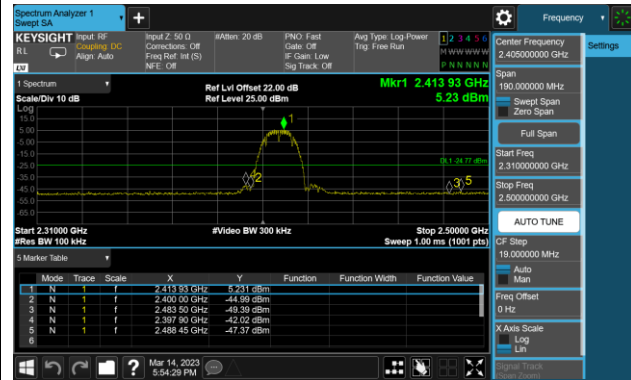 Spectrum Analyzer 1
Swept SA
+
Frequency
KEYSIGHT
RL
LXI
Input: RF
Coupling: DC
Align: Auto
Input Z: 50 Ω
Corrections: Off
Freq Ref: Int (S)
NFE: Off
#Atten: 20 dB
PNO: Fast
Gate: Off
IF Gain: Low
Sig Track: Off
Avg Type: Log-Power
Trig: Free Run
1 2 3 4 5 6
M W W W W W
P N N N N N
1 Spectrum
Scale/Div 10 dB
Ref Lvl Offset 22.00 dB
Ref Level 25.00 dBm
Mkr1 2.413 93 GHz
5.23 dBm
Log
15.0
5.00
-5.00
-15.0
-25.0
-35.0
-45.0
-55.0
-65.0
1
2
3
5
DL1 -24.77 dBm
Start 2.31000 GHz
#Res BW 100 kHz
#Video BW 300 kHz
Stop 2.50000 GHz
Sweep 1.00 ms (1001 pts)
5 Marker Table
Mode Trace Scale X Y Function Function Width Function Value
1 N 1 f 2.413 93 GHz 5.231 dBm
2 N 1 f 2.400 00 GHz -44.99 dBm
3 N 1 f 2.483 50 GHz -49.39 dBm
4 N 1 f 2.397 90 GHz -42.02 dBm
5 N 1 f 2.488 45 GHz -47.37 dBm
6
?
Mar 14, 2023
5:54:29 PM
Center Frequency
2.405000000 GHz
Settings
Span
190.000000 MHz
Swept Span
Zero Span
Full Span
Start Freq
2.310000000 GHz
Stop Freq
2.500000000 GHz
AUTO TUNE
CF Step
19.000000 MHz
Auto
Man
Freq Offset
0 Hz
X Axis Scale
Log
Lin
Signal Track
(Span Zoom)